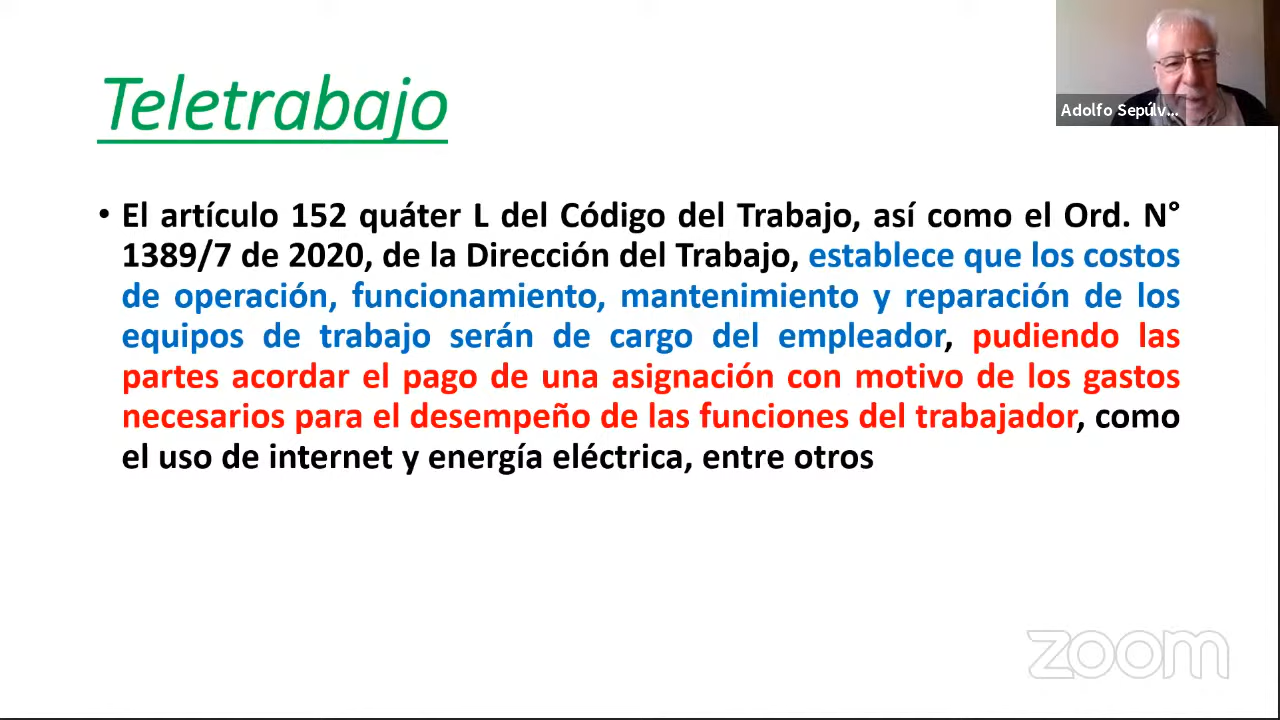 Teletrabajo
Adolfo Sepúlv...
• El artículo 152 quáter L del Código del Trabajo, así como el Ord. N°
1389/7 de 2020, de la Dirección del Trabajo, establece que los costos
de operación, funcionamiento, mantenimiento y reparación de los
equipos de trabajo serán de cargo del empleador, pudiendo las
partes acordar el pago de una asignación con motivo de los gastos
necesarios para el desempeño de las funciones del trabajador, como
el uso de internet y energía eléctrica, entre otros
zoom